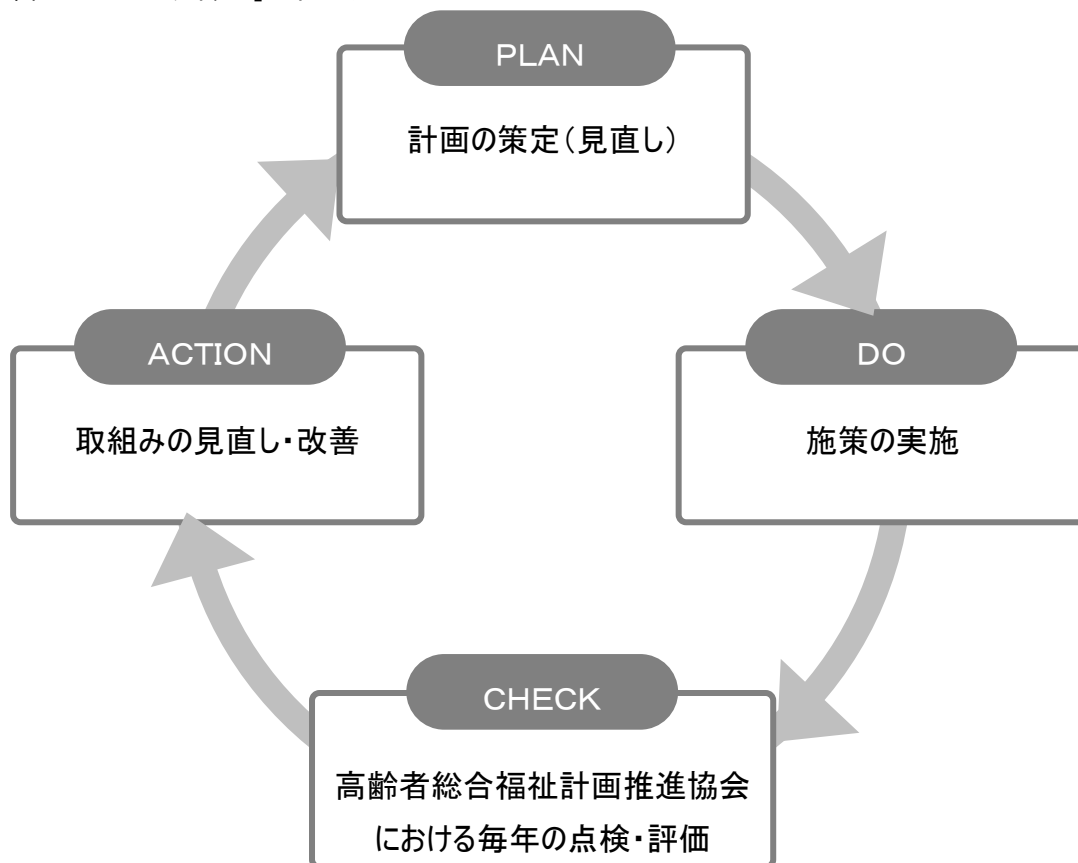 PLAN
計画の策定(見直し)
ACTION
取組みの見直し・改善
DO
施策の実施
CHECK
高齢者総合福祉計画推進協会
における毎年の点検・評価